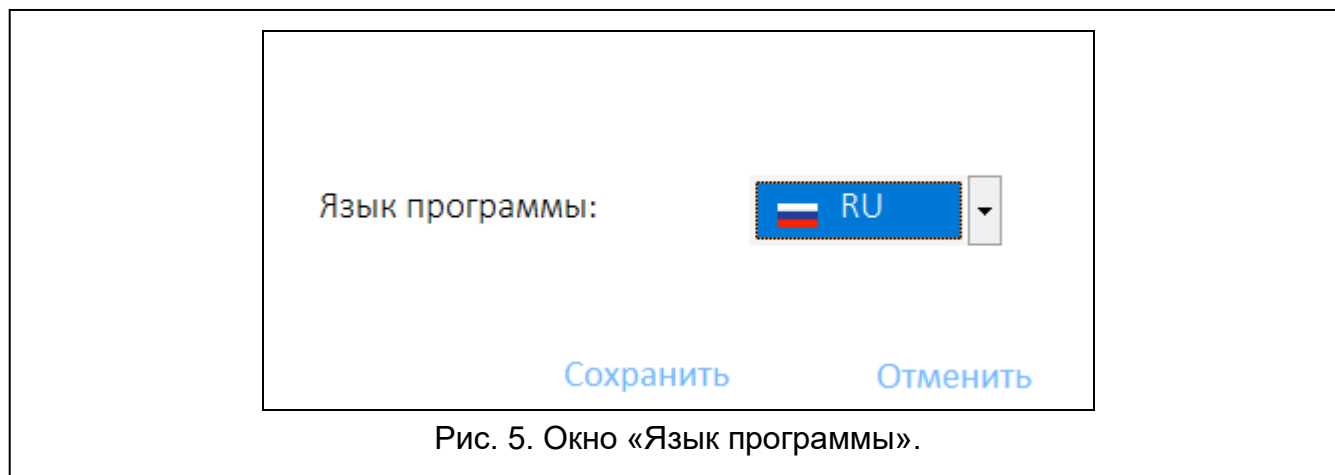 Язык программы: RU
Сохранить Отменить
Рис. 5. Окно «Язык программы».